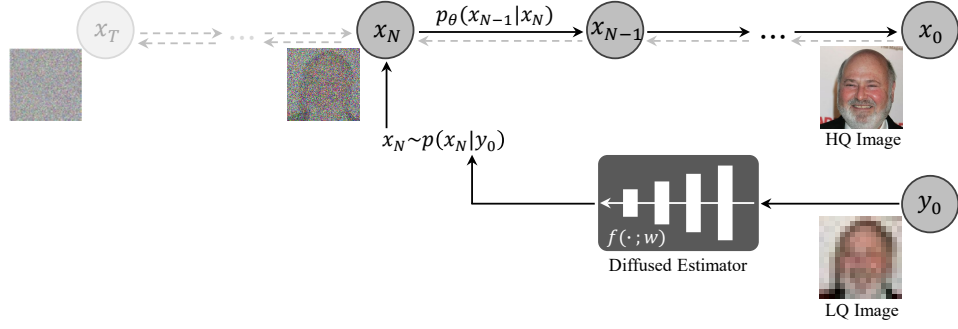 x_T ... x_N p_θ(x_{N−1}|x_N) x_{N−1} ... x_0
HQ Image
x_N~p(x_N|y_0)
y_0
f(·;w)
Diffused Estimator
LQ Image